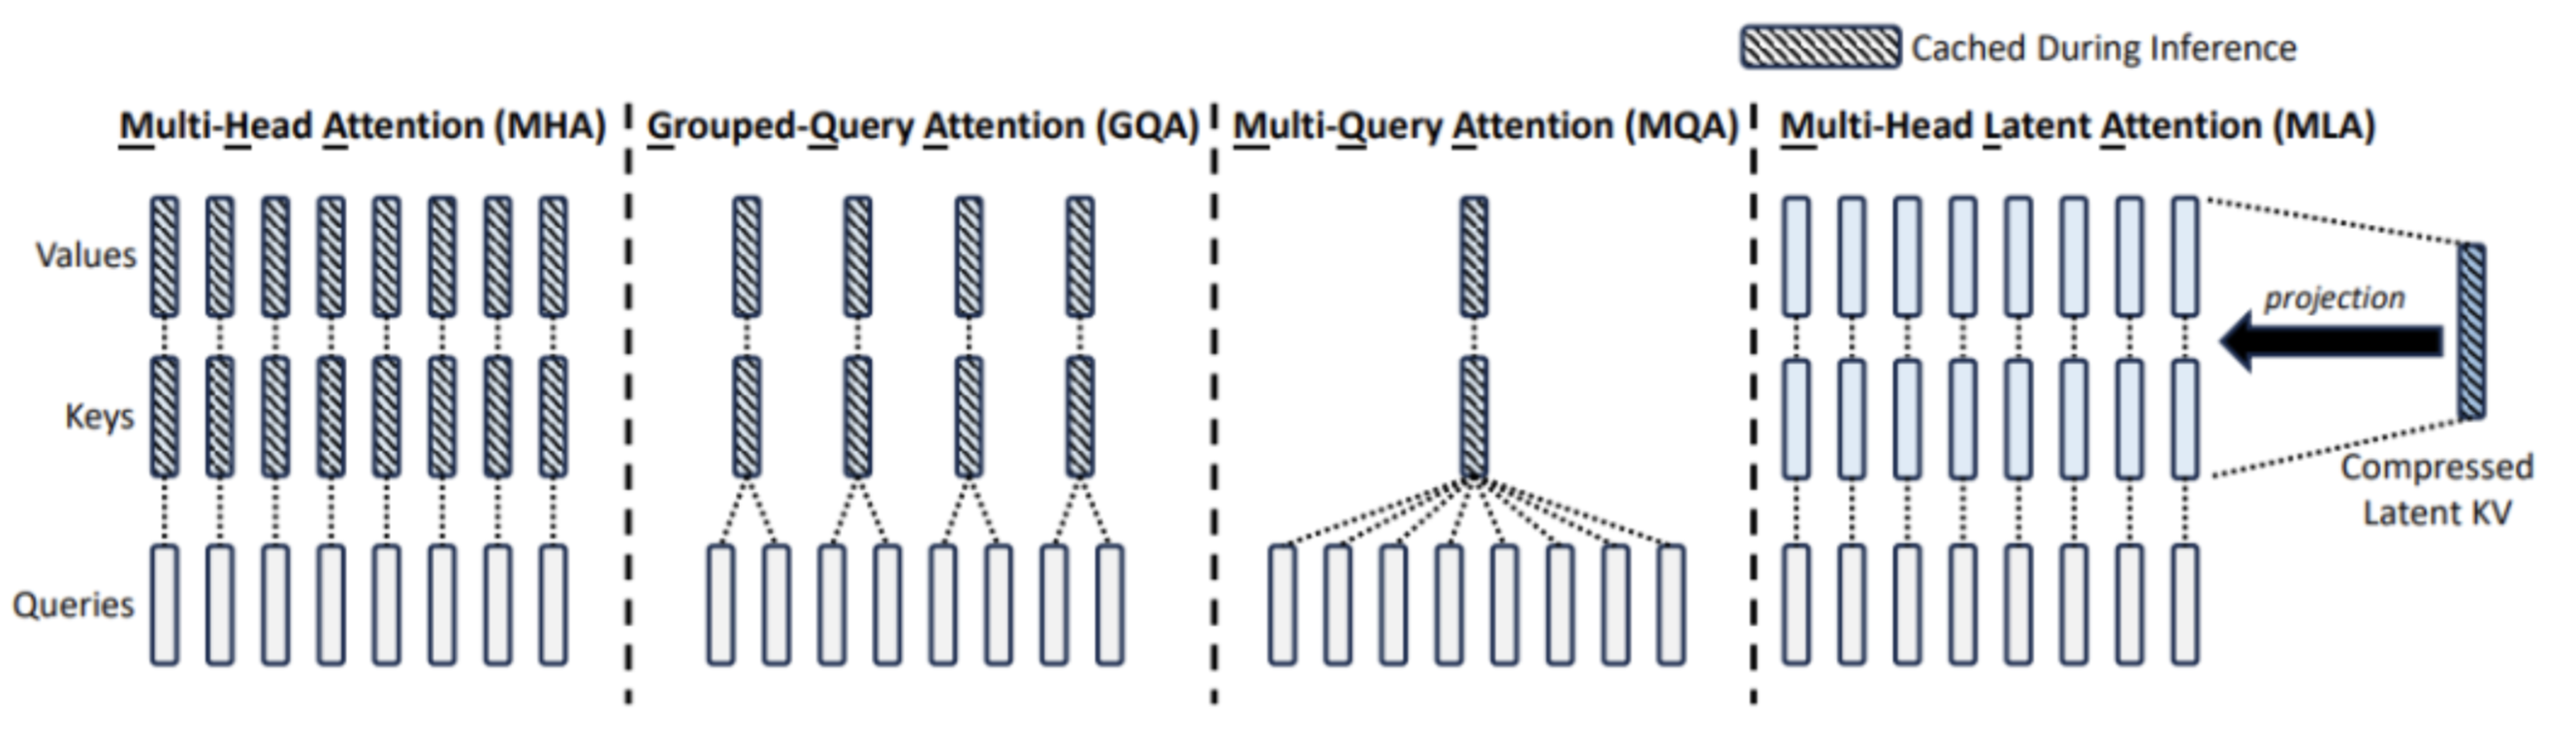 Cached During Inference
Multi-Head Attention (MHA)
Grouped-Query Attention (GQA)
Multi-Query Attention (MQA)
Multi-Head Latent Attention (MLA)
Values
Keys
Queries
projection
Compressed
Latent KV